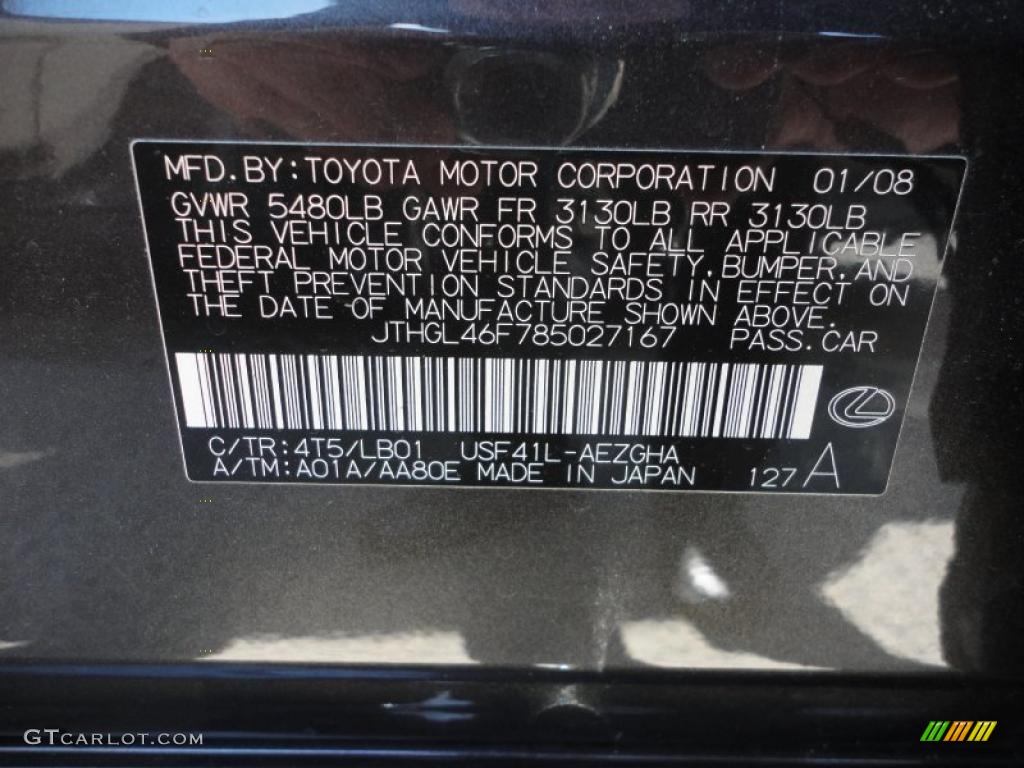 MFD. BY: TOYOTA MOTOR CORPORATION 01/08
GVWR 5480LB GAWR FR 3130LB RR 3130LB
THIS VEHICLE CONFORMS TO ALL APPLICABLE
FEDERAL MOTOR VEHICLE SAFETY, BUMPER, AND
THEFT PREVENTION STANDARDS IN EFFECT ON
THE DATE OF MANUFACTURE SHOWN ABOVE.
JTHGL46F785027167 PASS. CAR
C/TR: 4T5/LB01 USF41L-AEZGHA
A/TM: A01A/AA80E MADE IN JAPAN 127 A
GTCARLOT.COM